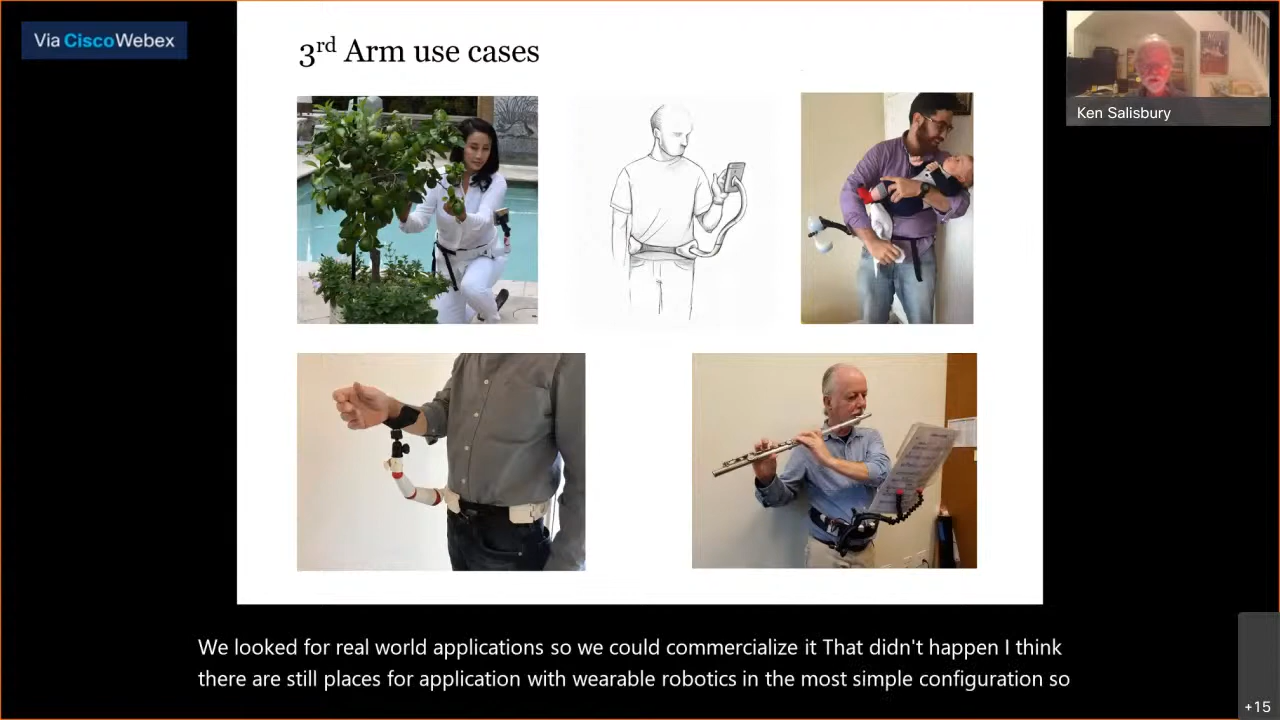 Via Cisco Webex
3rd Arm use cases
Ken Salisbury
We looked for real world applications so we could commercialize it That didn't happen I think
there are still places for application with wearable robotics in the most simple configuration so
+15